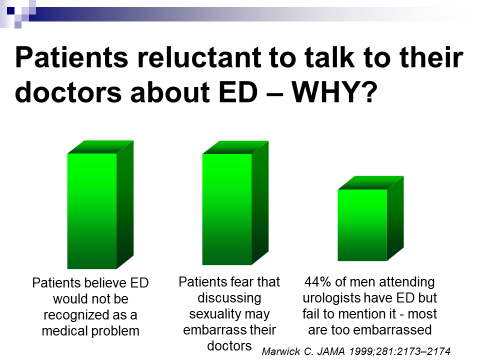 Patients reluctant to talk to their
doctors about ED – WHY?
Patients believe ED
would not be
recognized as a
medical problem
Patients fear that
discussing
sexuality may
embarrass their
doctors
44% of men attending
urologists have ED but
fail to mention it - most
are too embarrassed
Marwick C. JAMA 1999;281:2173–2174